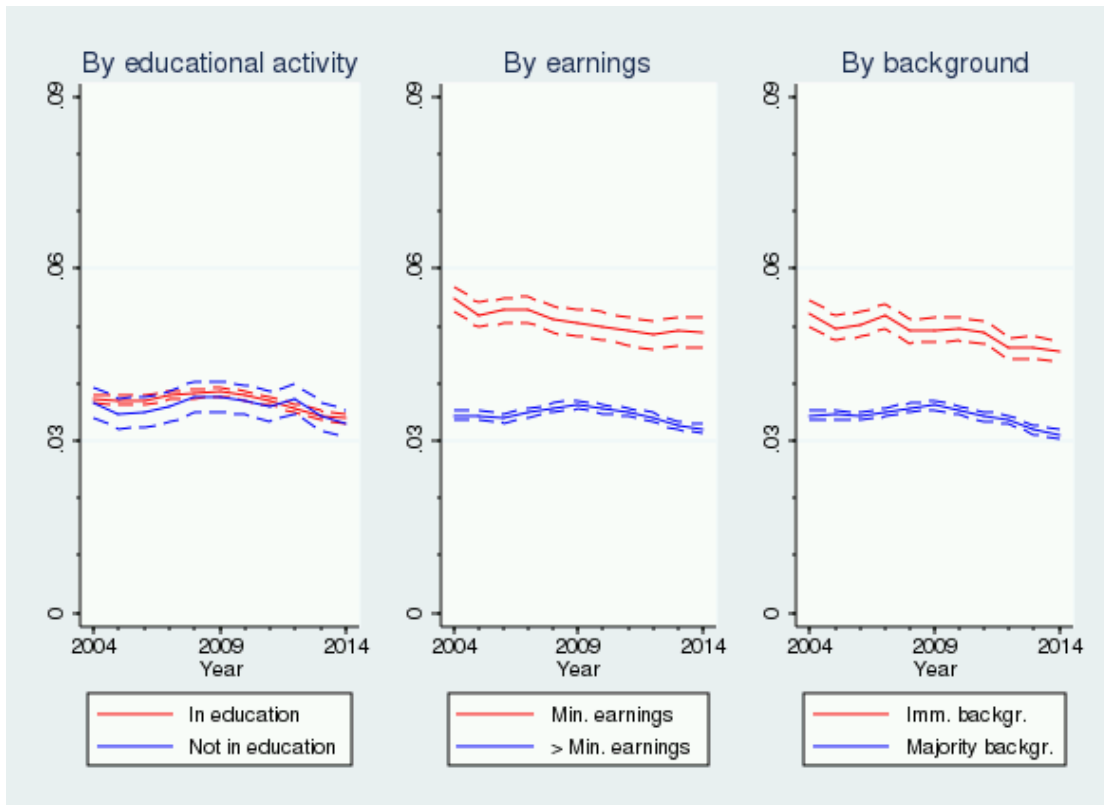 By educational activity
.09
.06
.03
0
2004 2009 2014
Year
In education
Not in education
By earnings
.09
.06
.03
0
2004 2009 2014
Year
Min. earnings
> Min. earnings
By background
.09
.06
.03
0
2004 2009 2014
Year
Imm. backgr.
Majority backgr.